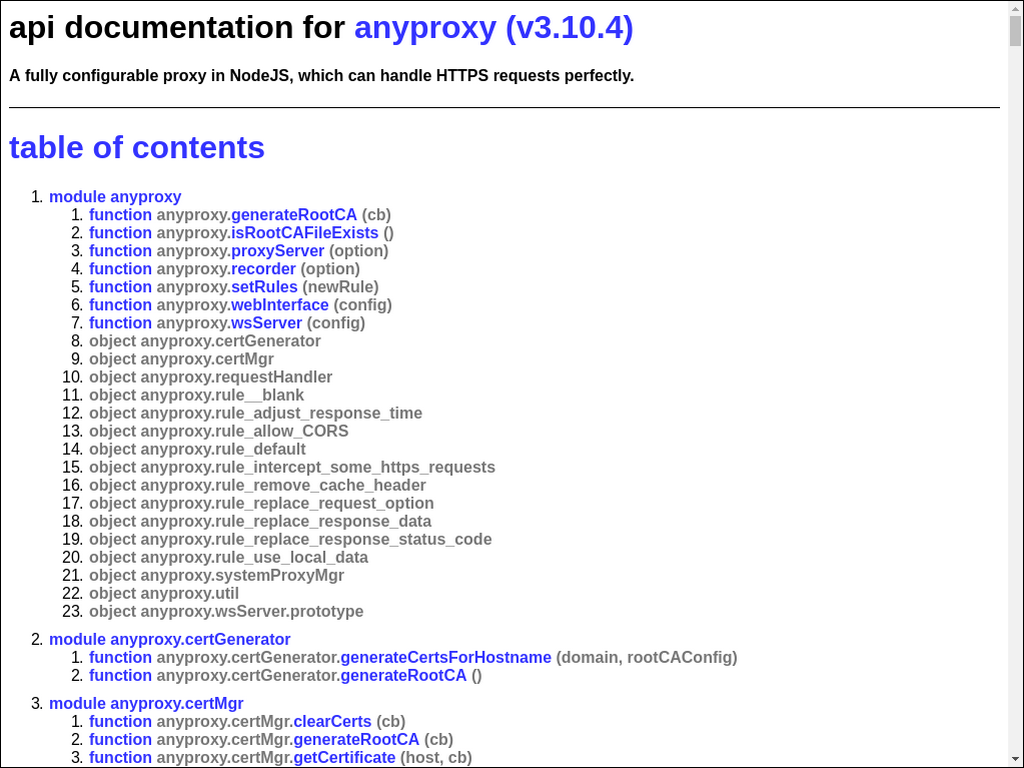 api documentation for anyproxy (v3.10.4)
A fully configurable proxy in NodeJS, which can handle HTTPS requests perfectly.
table of contents
1. module anyproxy
1. function anyproxy.generateRootCA (cb)
2. function anyproxy.isRootCAFileExists ()
3. function anyproxy.proxyServer (option)
4. function anyproxy.recorder (option)
5. function anyproxy.setRules (newRule)
6. function anyproxy.webInterface (config)
7. function anyproxy.wsServer (config)
8. object anyproxy.certGenerator
9. object anyproxy.certMgr
10. object anyproxy.requestHandler
11. object anyproxy.rule__blank
12. object anyproxy.rule_adjust_response_time
13. object anyproxy.rule_allow_CORS
14. object anyproxy.rule_default
15. object anyproxy.rule_intercept_some_https_requests
16. object anyproxy.rule_remove_cache_header
17. object anyproxy.rule_replace_request_option
18. object anyproxy.rule_replace_response_data
19. object anyproxy.rule_replace_response_status_code
20. object anyproxy.rule_use_local_data
21. object anyproxy.systemProxyMgr
22. object anyproxy.util
23. object anyproxy.wsServer.prototype
2. module anyproxy.certGenerator
1. function anyproxy.certGenerator.generateCertsForHostname (domain, rootCAConfig)
2. function anyproxy.certGenerator.generateRootCA ()
3. module anyproxy.certMgr
1. function anyproxy.certMgr.clearCerts (cb)
2. function anyproxy.certMgr.generateRootCA (cb)
3. function anyproxy.certMgr.getCertificate (host, cb)